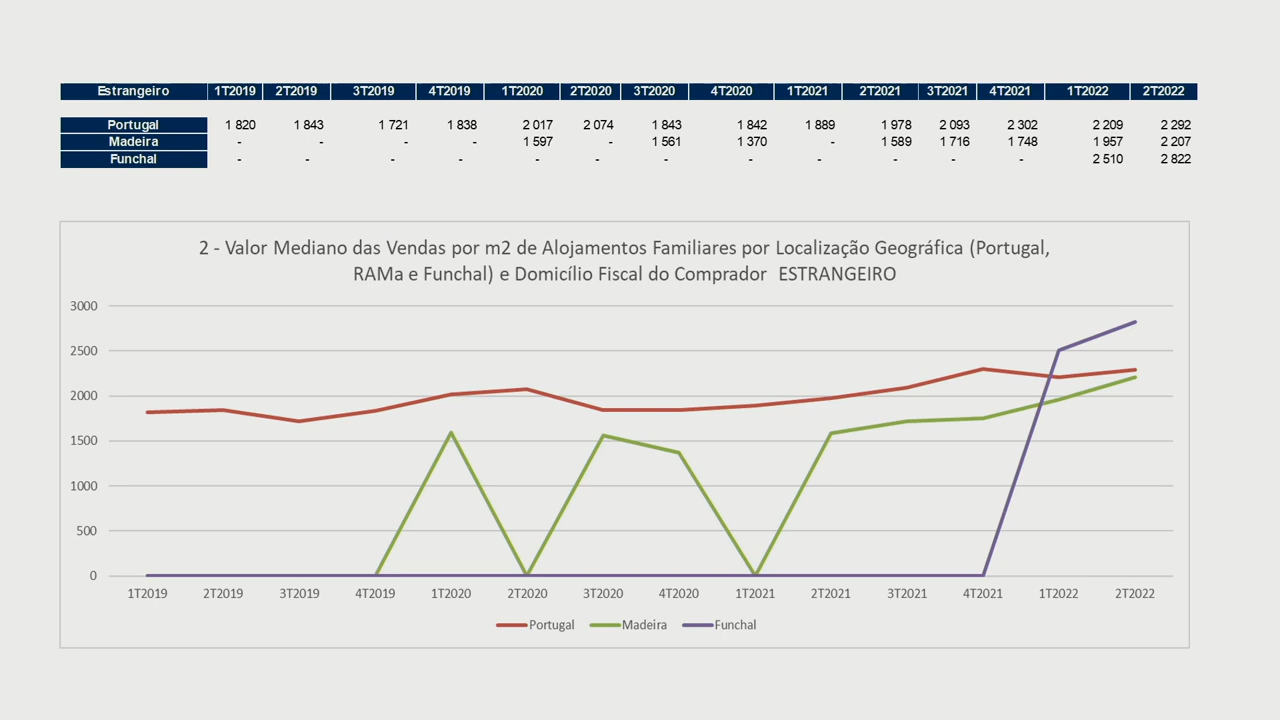 Estrangeiro 1T2019 2T2019 3T2019 4T2019 1T2020 2T2020 3T2020 4T2020 1T2021 2T2021 3T2021 4T2021 1T2022 2T2022
Portugal 1 820 1 843 1 721 1 838 2 017 2 074 1 843 1 842 1 889 1 978 2 093 2 302 2 209 2 292
Madeira - - - - 1 597 - 1 561 1 370 - 1 589 1 716 1 748 1 957 2 207
Funchal - - - - - - - - - - - - 2 510 2 822
2 - Valor Mediano das Vendas por m2 de Alojamentos Familiares por Localização Geográfica (Portugal,
RAMa e Funchal) e Domicílio Fiscal do Comprador ESTRANGEIRO
3000
2500
2000
1500
1000
500
0
1T2019 2T2019 3T2019 4T2019 1T2020 2T2020 3T2020 4T2020 1T2021 2T2021 3T2021 4T2021 1T2022 2T2022
Portugal Madeira Funchal